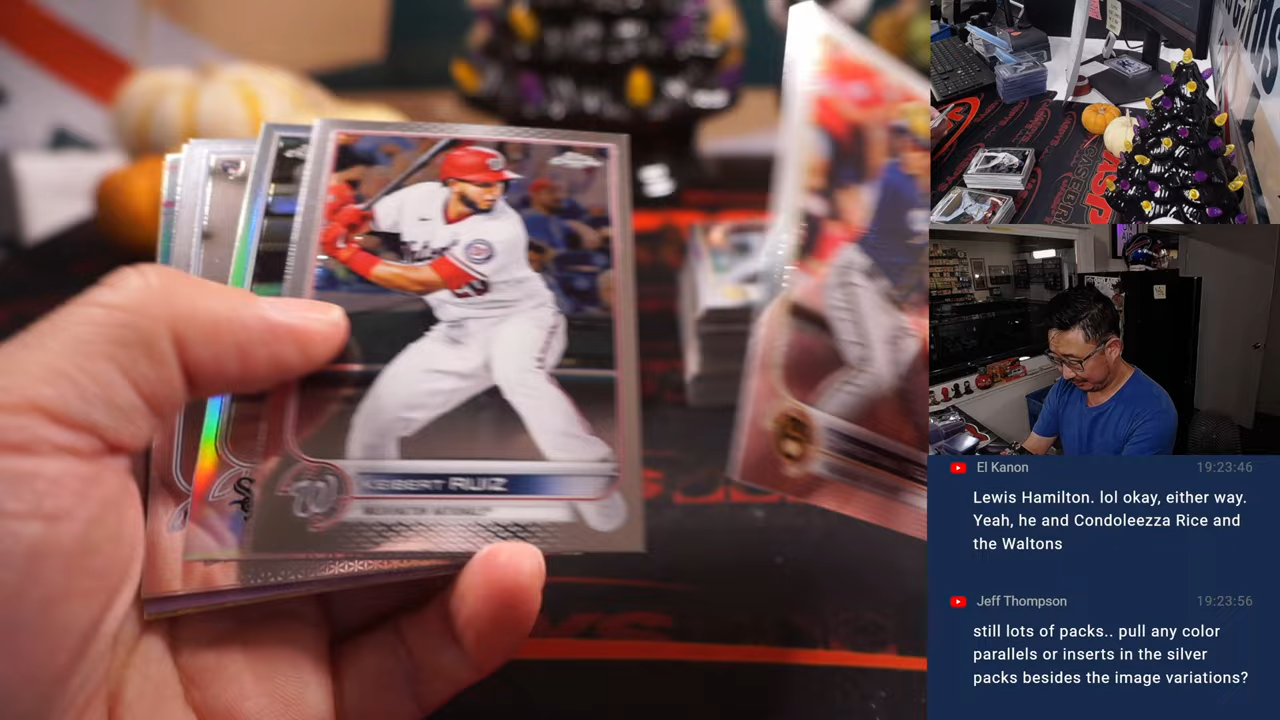 RUIZ
W
El Kanon 19:23:46
Lewis Hamilton. lol okay, either way.
Yeah, he and Condoleezza Rice and
the Waltons
Jeff Thompson 19:23:56
still lots of packs.. pull any color
parallels or inserts in the silver
packs besides the image variations?